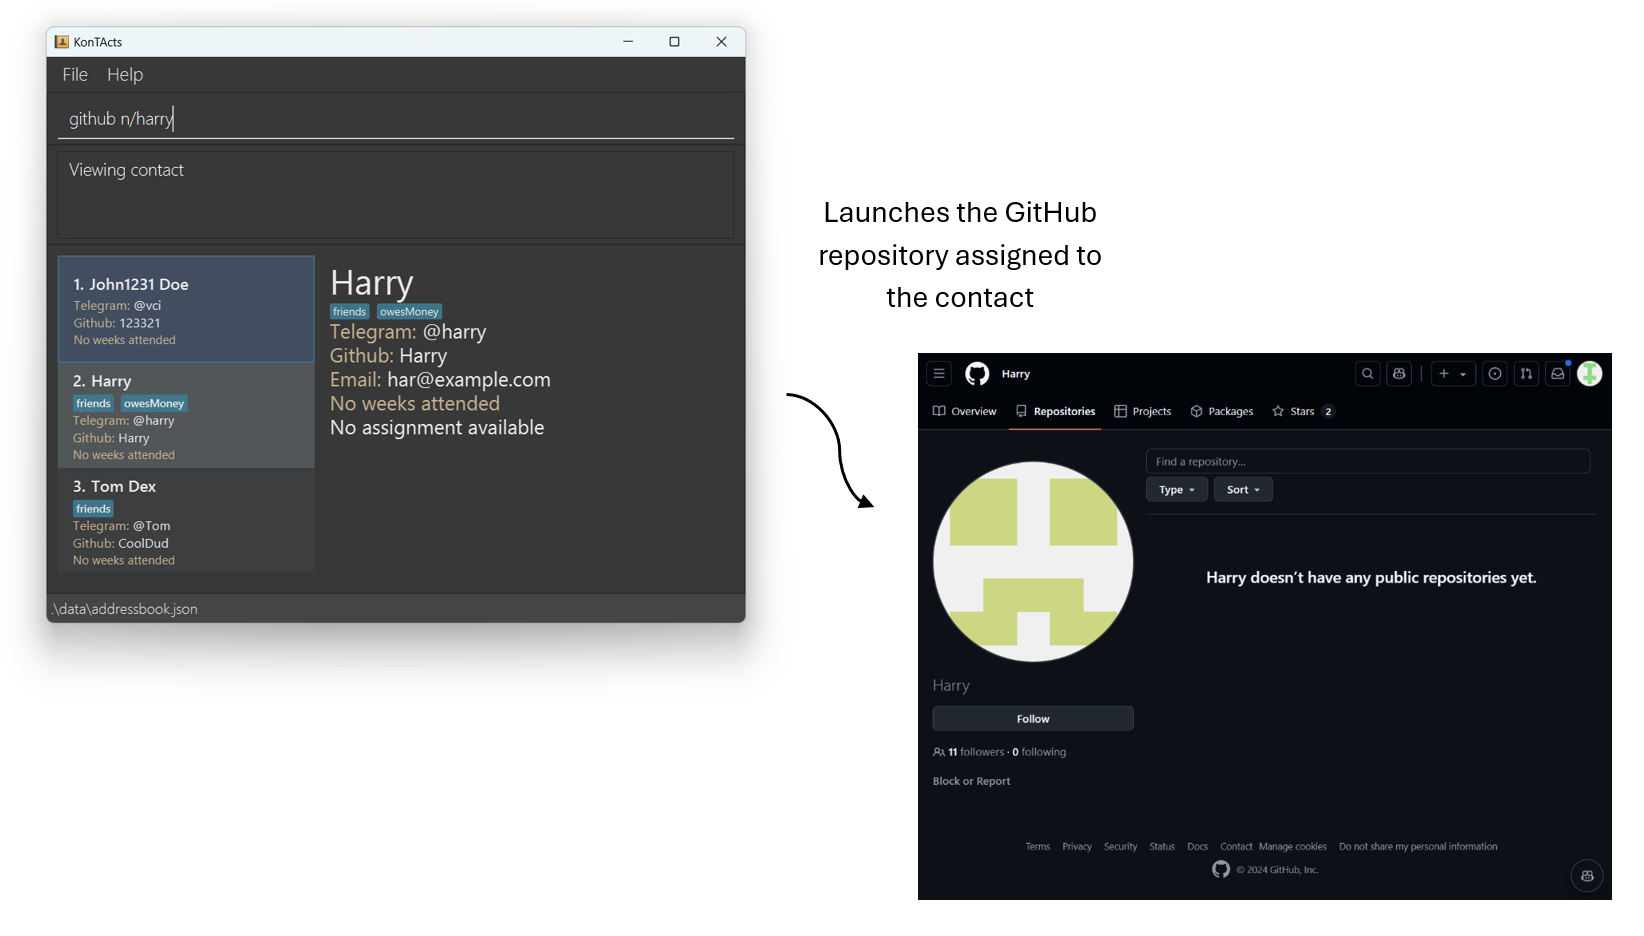 KonTActs
File Help
github n/harry
Viewing contact
1. John1231 Doe
Telegram: @vci
Github: 123321
No weeks attended
2. Harry
friends owesMoney
Telegram: @harry
Github: Harry
No weeks attended
3. Tom Dex
friends
Telegram: @Tom
Github: CoolDud
No weeks attended
Harry
friends owesMoney
Telegram: @harry
Github: Harry
Email: har@example.com
No weeks attended
No assignment available
.\data\addressbook.json
Launches the GitHub
repository assigned to
the contact
Harry
Overview Repositories Projects Packages Stars 2
Find a repository...
Type Sort
Harry doesn't have any public repositories yet.
Harry
Follow
11 followers · 0 following
Block or Report
Terms Privacy Security Status Docs Contact Manage cookies Do not share my personal information
© 2024 GitHub, Inc.